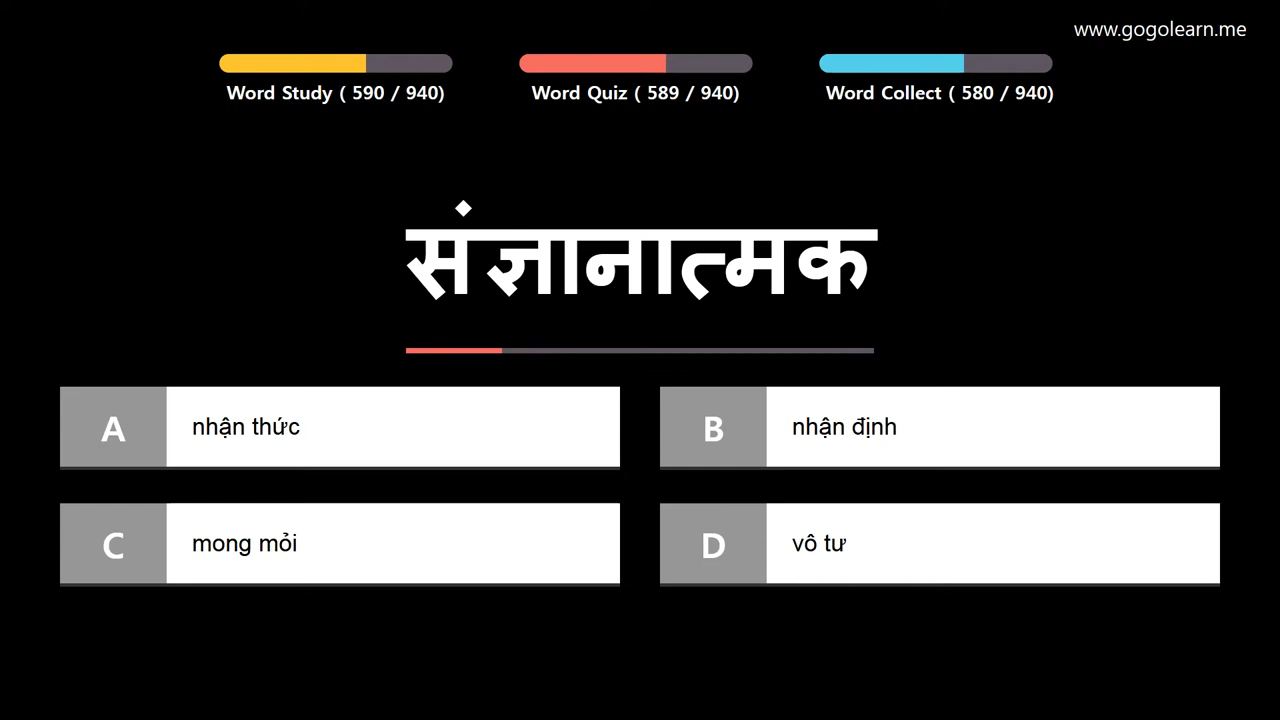 www.gogolearn.me
Word Study ( 590 / 940)
Word Quiz ( 589 / 940)
Word Collect ( 580 / 940)
संज्ञानात्मक
A
nhận thức
B
nhận định
C
mong mỏi
D
vô tư